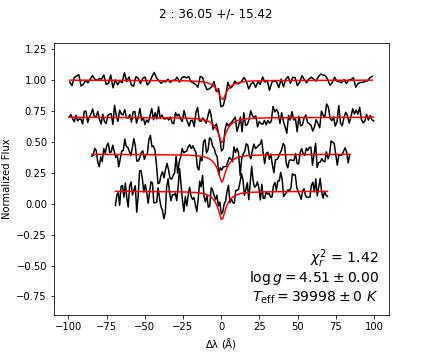 2 : 36.05 +/- 15.42
Normalized Flux
1.25
1.00
0.75
0.50
0.25
0.00
−0.25
−0.50
−0.75
χ²ᵣ = 1.42
log g = 4.51 ± 0.00
T_eff = 39998 ± 0 K
−100 −75 −50 −25 0 25 50 75 100
Δλ (Å)